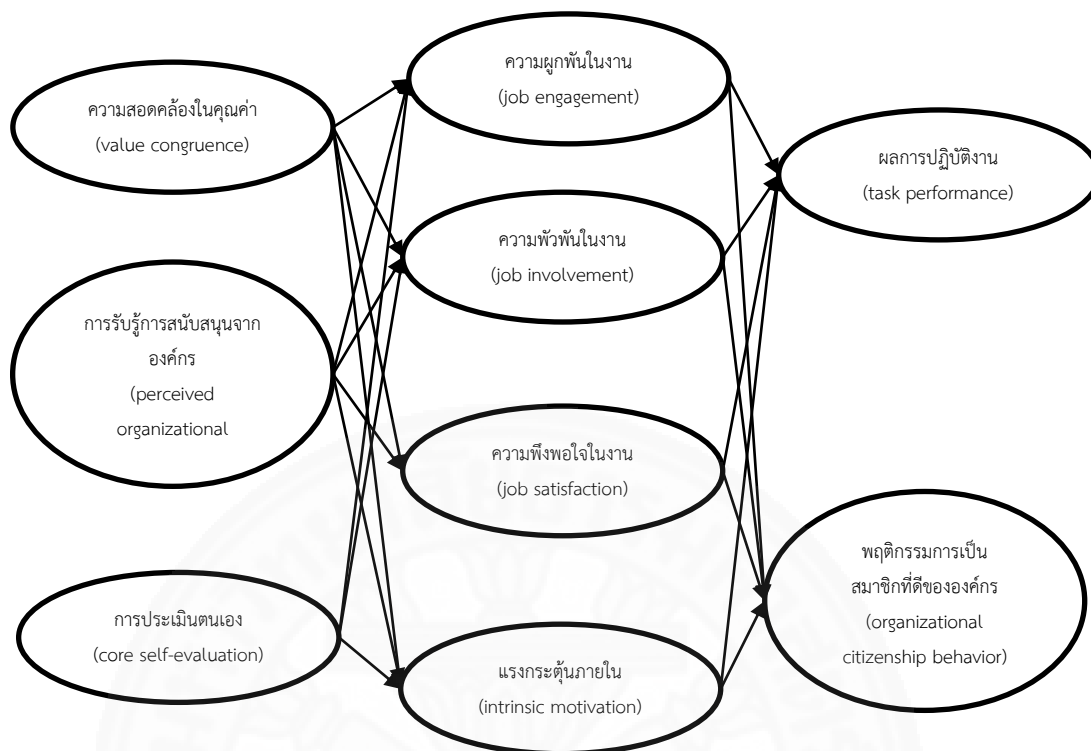 ความผูกพันในงาน
(job engagement)
ความสอดคล้องในคุณค่า
(value congruence)
ผลการปฏิบัติงาน
(task performance)
ความพัวพันในงาน
(job involvement)
การรับรู้การสนับสนุนจาก
องค์กร
(perceived
organizational
ความพึงพอใจในงาน
(job satisfaction)
พฤติกรรมการเป็น
สมาชิกที่ดีขององค์กร
(organizational
citizenship behavior)
การประเมินตนเอง
(core self-evaluation)
แรงกระตุ้นภายใน
(intrinsic motivation)